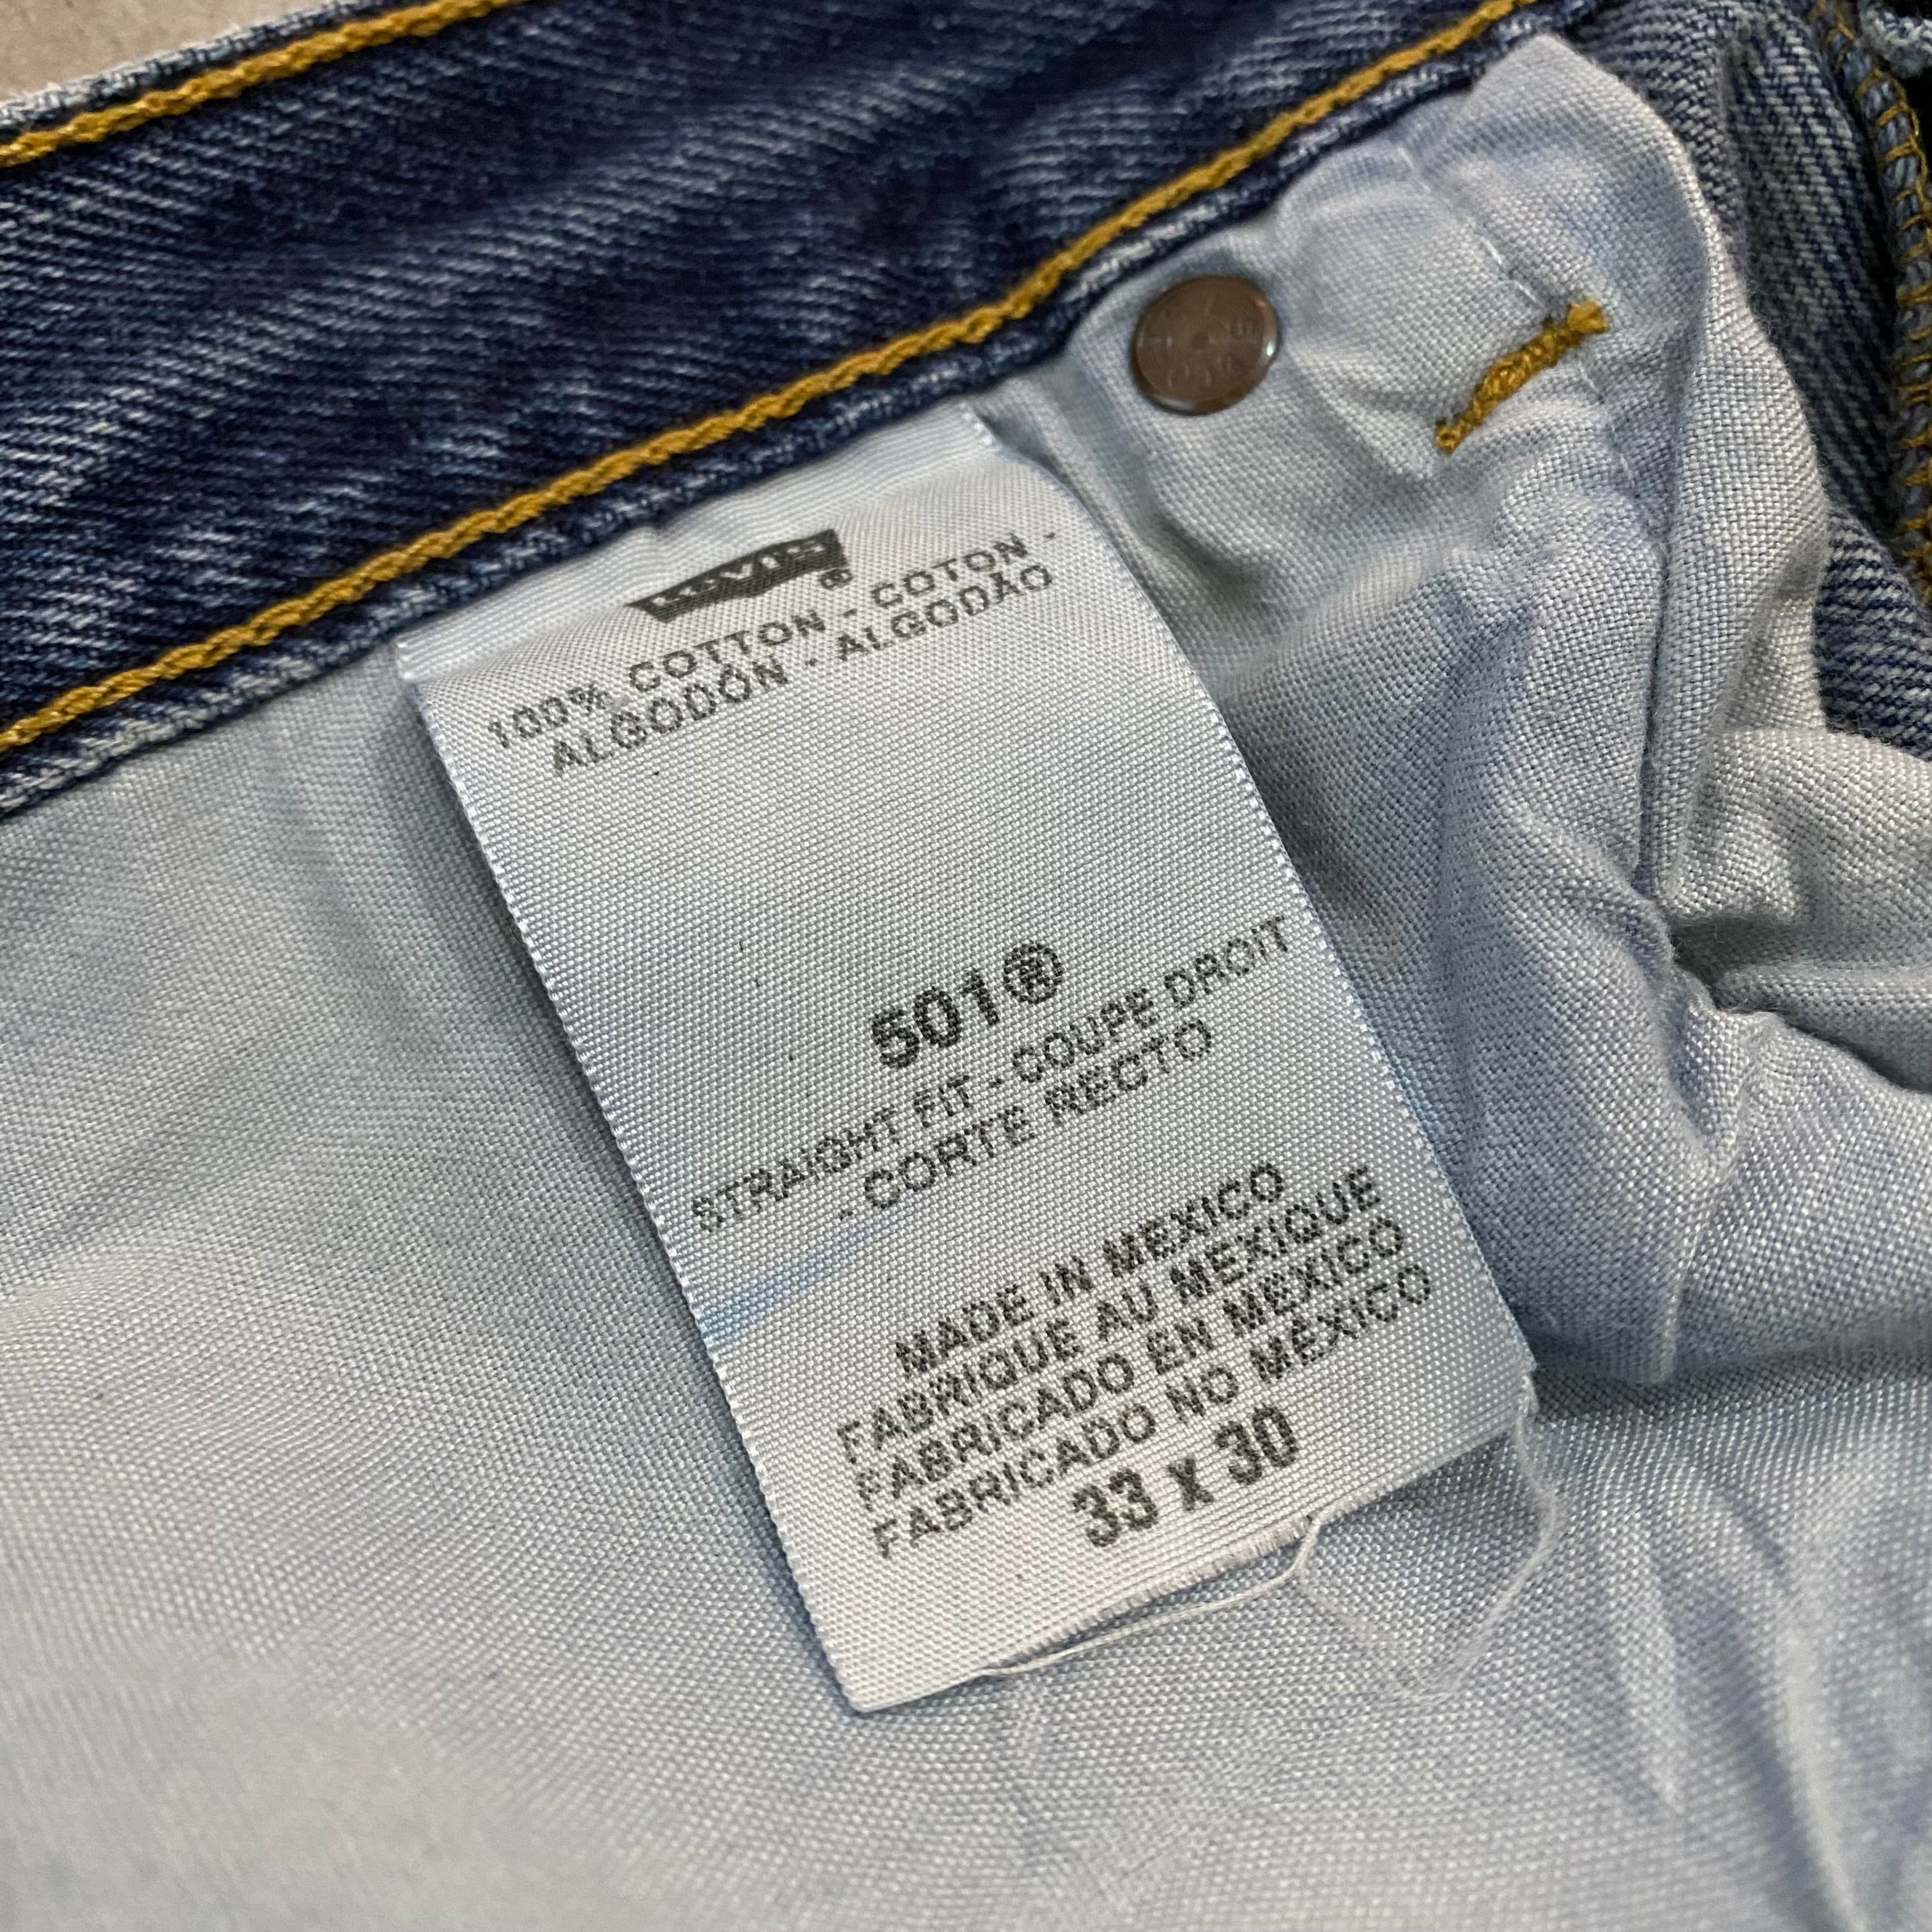 LEVI'S®
100% COTTON - COTON -
ALGODÓN - ALGODÃO
501®
STRAIGHT FIT - COUPE DROIT
- CORTE RECTO
MADE IN MEXICO
FABRIQUE AU MEXIQUE
FABRICADO EN MEXICO
FABRICADO NO MÉXICO
33 x 30